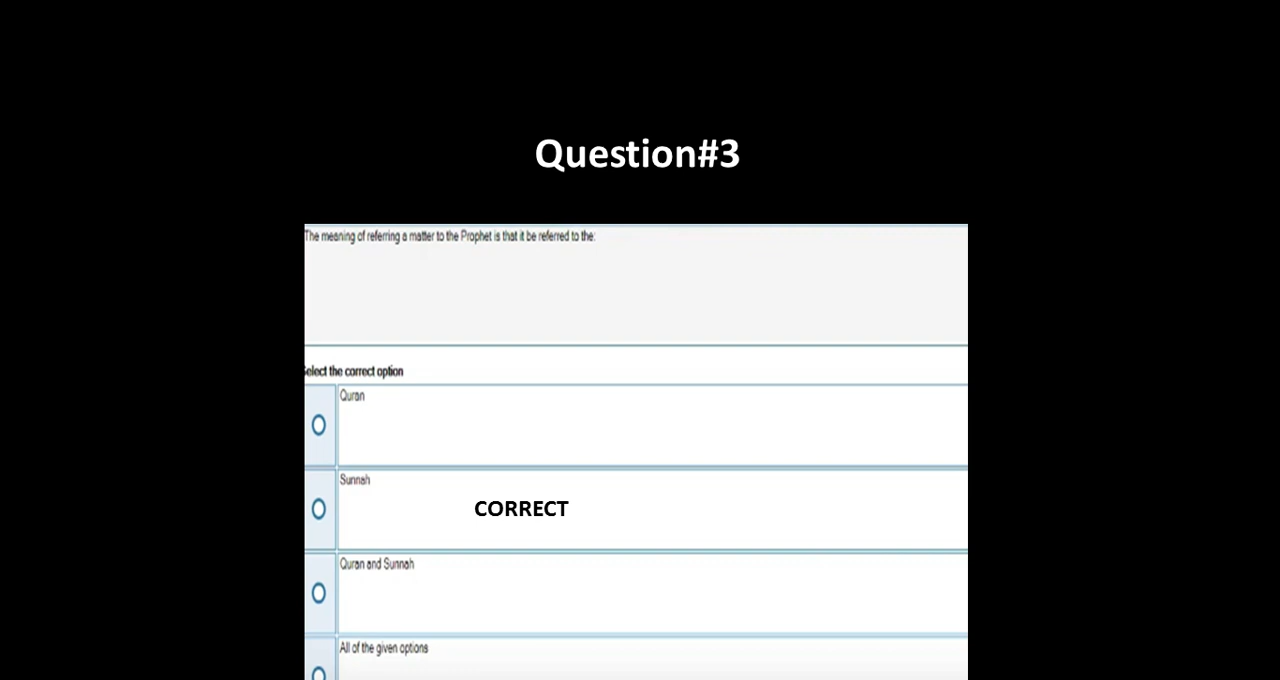 Question#3
The meaning of referring a matter to the Prophet is that it be referred to the:
Select the correct option
Quran
Sunnah
CORRECT
Quran and Sunnah
All of the given options